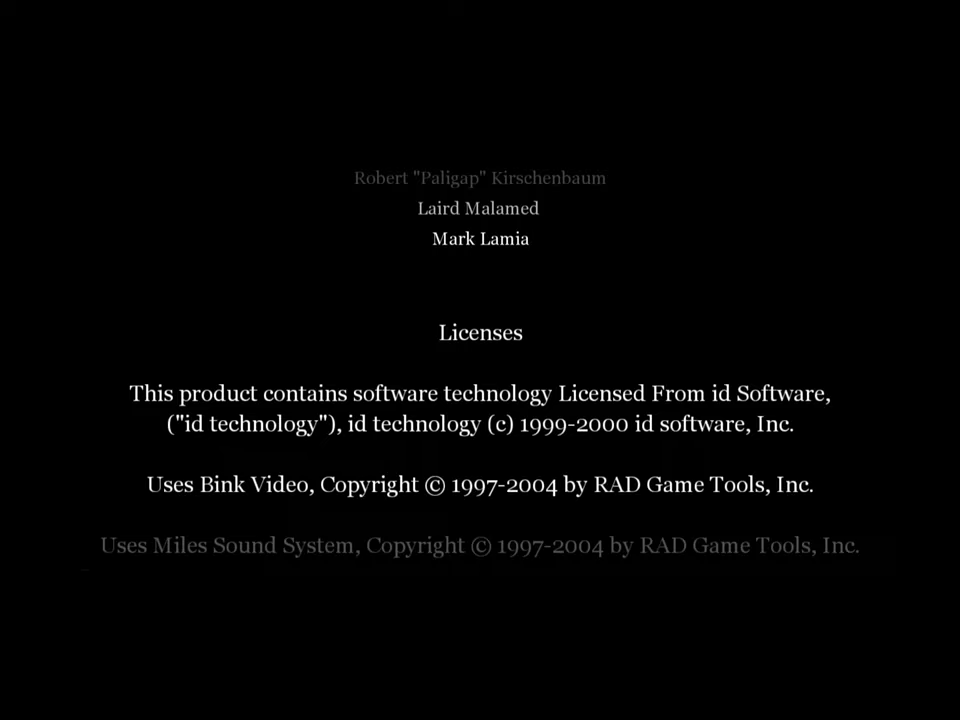 Robert "Paligap" Kirschenbaum
Laird Malamed
Mark Lamia
Licenses
This product contains software technology Licensed From id Software,
("id technology"), id technology (c) 1999-2000 id software, Inc.
Uses Bink Video, Copyright © 1997-2004 by RAD Game Tools, Inc.
Uses Miles Sound System, Copyright © 1997-2004 by RAD Game Tools, Inc.